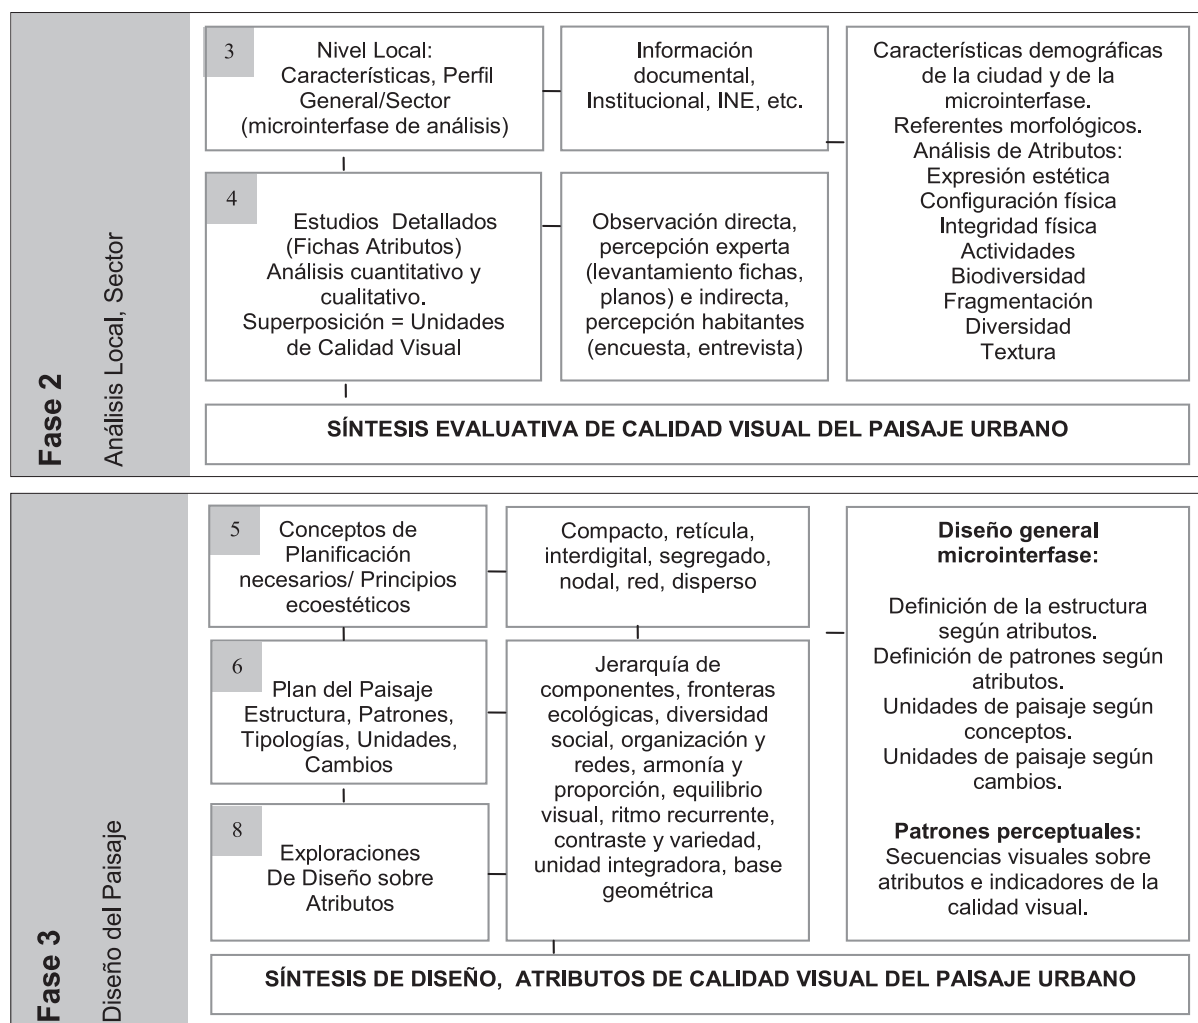 Fase 2
Análisis Local, Sector
3
Nivel Local:
Características, Perfil
General/Sector
(microinterfase de análisis)
Información
documental,
Institucional, INE, etc.
4
Estudios Detallados
(Fichas Atributos)
Análisis cuantitativo y
cualitativo.
Superposición = Unidades
de Calidad Visual
Observación directa,
percepción experta
(levantamiento fichas,
planos) e indirecta,
percepción habitantes
(encuesta, entrevista)
Características demográficas
de la ciudad y de la
microinterfase.
Referentes morfológicos.
Análisis de Atributos:
Expresión estética
Configuración física
Integridad física
Actividades
Biodiversidad
Fragmentación
Diversidad
Textura
SÍNTESIS EVALUATIVA DE CALIDAD VISUAL DEL PAISAJE URBANO
Fase 3
Diseño del Paisaje
5
Conceptos de
Planificación
necesarios/ Principios
ecoestéticos
Compacto, retícula,
interdigital, segregado,
nodal, red, disperso
6
Plan del Paisaje
Estructura, Patrones,
Tipologías, Unidades,
Cambios
8
Exploraciones
De Diseño sobre
Atributos
Jerarquía de
componentes, fronteras
ecológicas, diversidad
social, organización y
redes, armonía y
proporción, equilibrio
visual, ritmo recurrente,
contraste y variedad,
unidad integradora, base
geométrica
Diseño general
microinterfase:
Definición de la estructura
según atributos.
Definición de patrones según
atributos.
Unidades de paisaje según
conceptos.
Unidades de paisaje según
cambios.
Patrones perceptuales:
Secuencias visuales sobre
atributos e indicadores de la
calidad visual.
SÍNTESIS DE DISEÑO, ATRIBUTOS DE CALIDAD VISUAL DEL PAISAJE URBANO